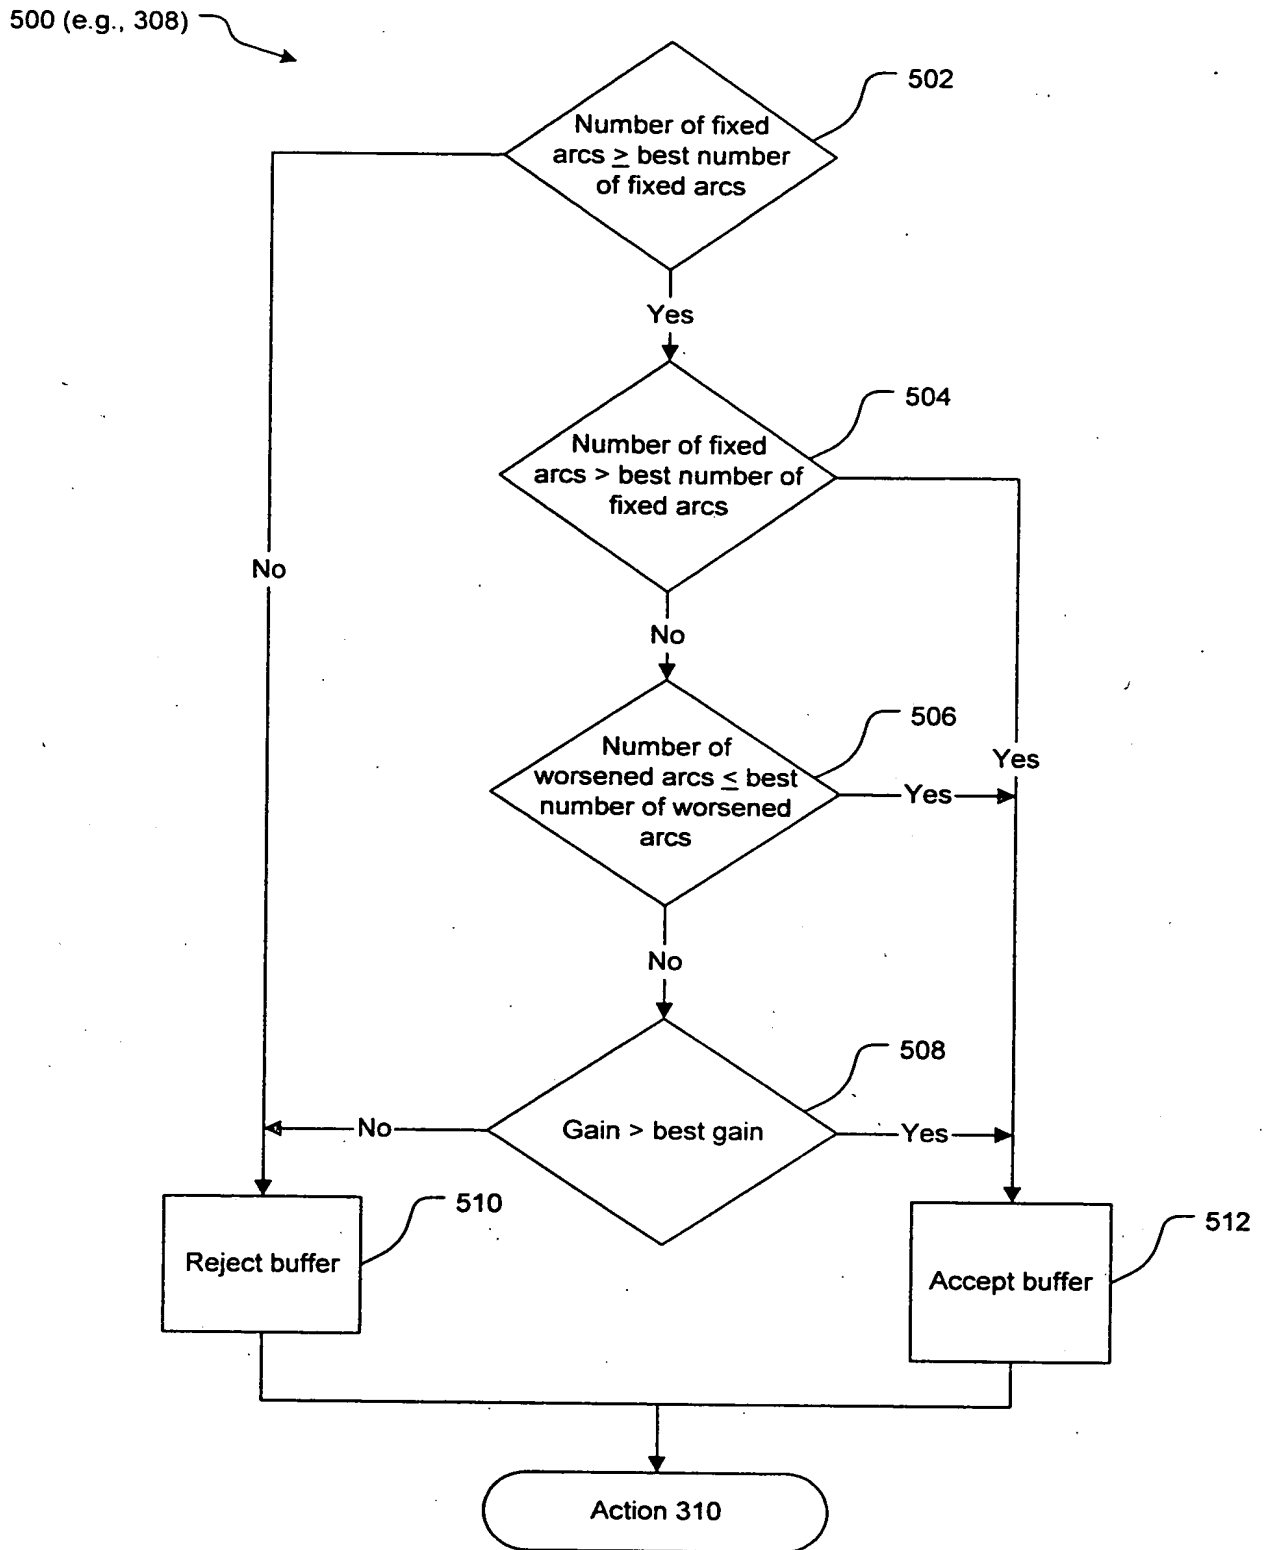 500 (e.g., 308)
502
Number of fixed
arcs ≥ best number
of fixed arcs
Yes
504
Number of fixed
arcs > best number of
fixed arcs
No
No
506
Number of
worsened arcs ≤ best
number of worsened
arcs
Yes
Yes
No
508
Gain > best gain
No
Yes
510
Reject buffer
512
Accept buffer
Action 310